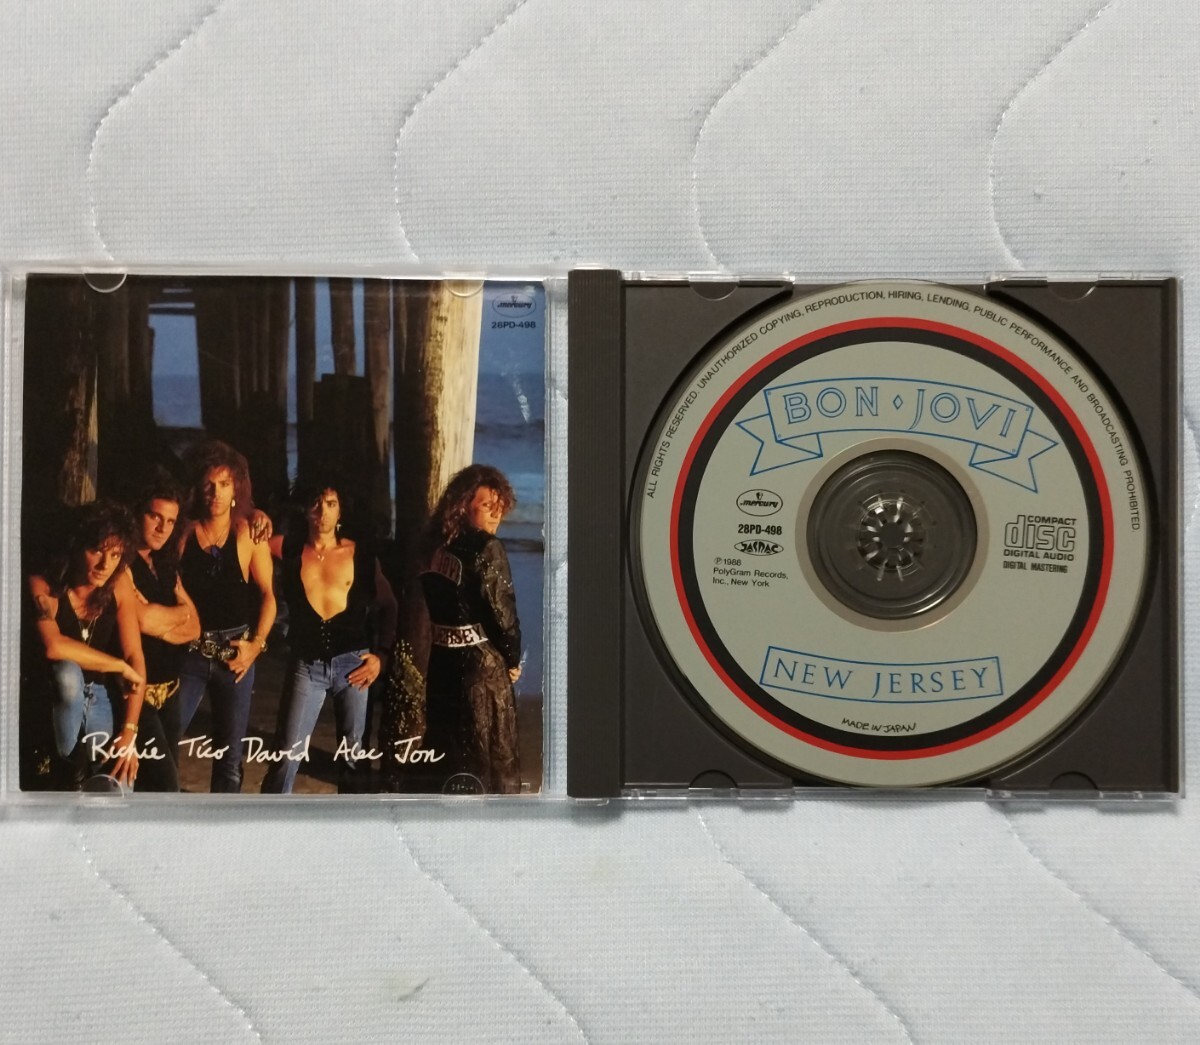 mercury
28PD-498
JOVI
JERSEY
Richie Tico David Alec Jon
ALL RIGHTS RESERVED. UNAUTHORIZED COPYING, REPRODUCTION, HIRING, LENDING, PUBLIC PERFORMANCE AND BROADCASTING PROHIBITED.
BON JOVI
mercury
28PD-498
JASRAC
℗1988
PolyGram Records,
Inc., New York
COMPACT
disc
DIGITAL AUDIO
DIGITAL MASTERING
NEW JERSEY
MADE IN JAPAN